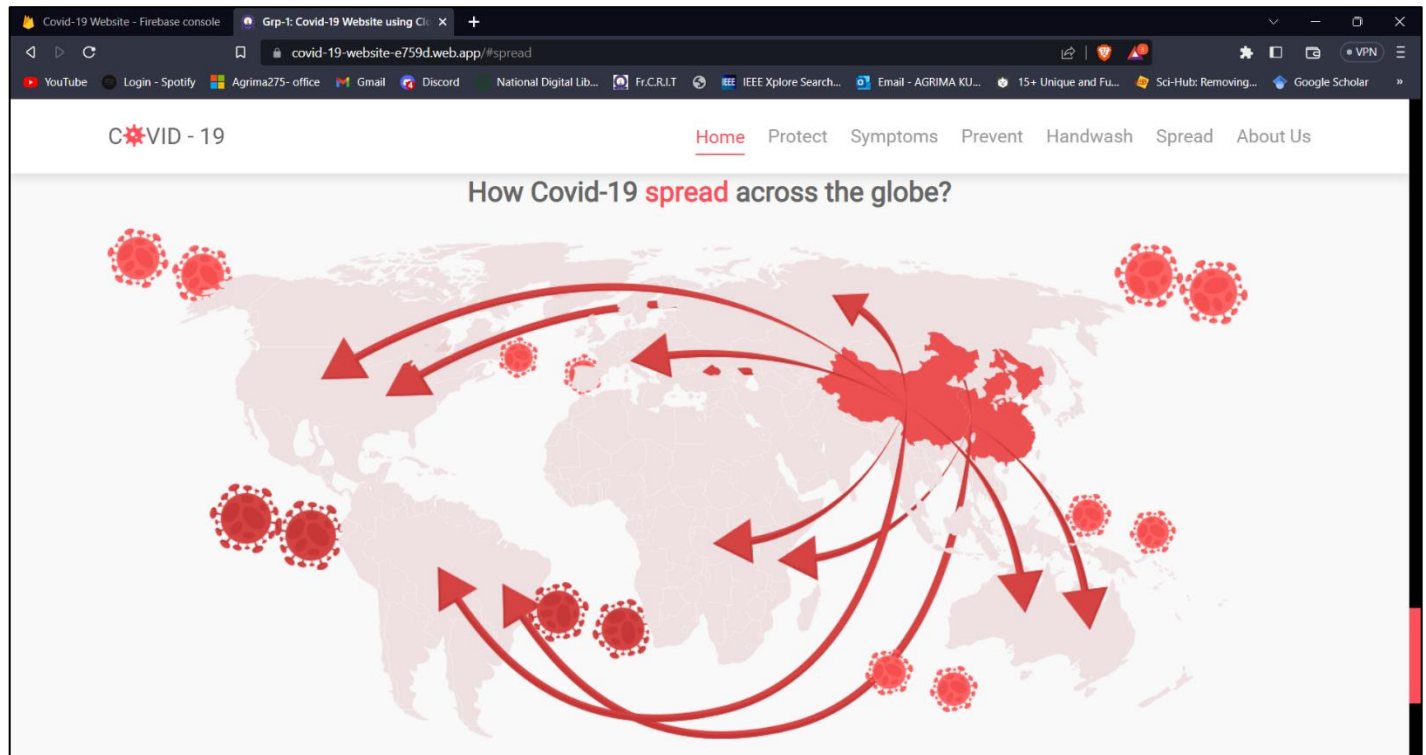 Covid-19 Website - Firebase console
Grp-1: Covid-19 Website using Clo
covid-19-website-e759d.web.app/#spread
VPN
YouTube
Login - Spotify
Agrima275- office
Gmail
Discord
National Digital Lib...
Fr.C.R.I.T
IEEE Xplore Search...
Email - AGRIMA KU...
15+ Unique and Fu...
Sci-Hub: Removing...
Google Scholar
»
C VID - 19
Home
Protect
Symptoms
Prevent
Handwash
Spread
About Us
How Covid-19 spread across the globe?